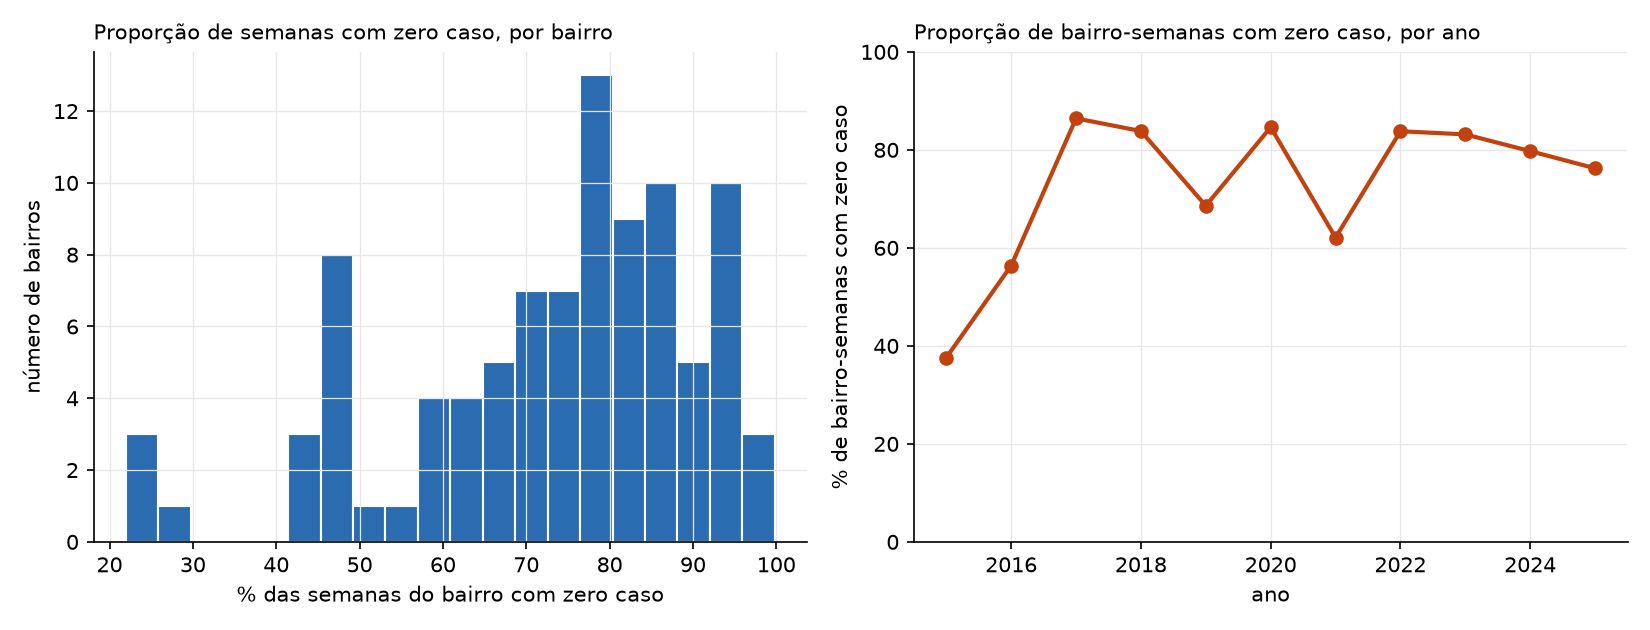 Proporção de semanas com zero caso, por bairro
número de bairros
12
10
8
6
4
2
0
20 30 40 50 60 70 80 90 100
% das semanas do bairro com zero caso
Proporção de bairro-semanas com zero caso, por ano
% de bairro-semanas com zero caso
100
80
60
40
20
0
2016 2018 2020 2022 2024
ano